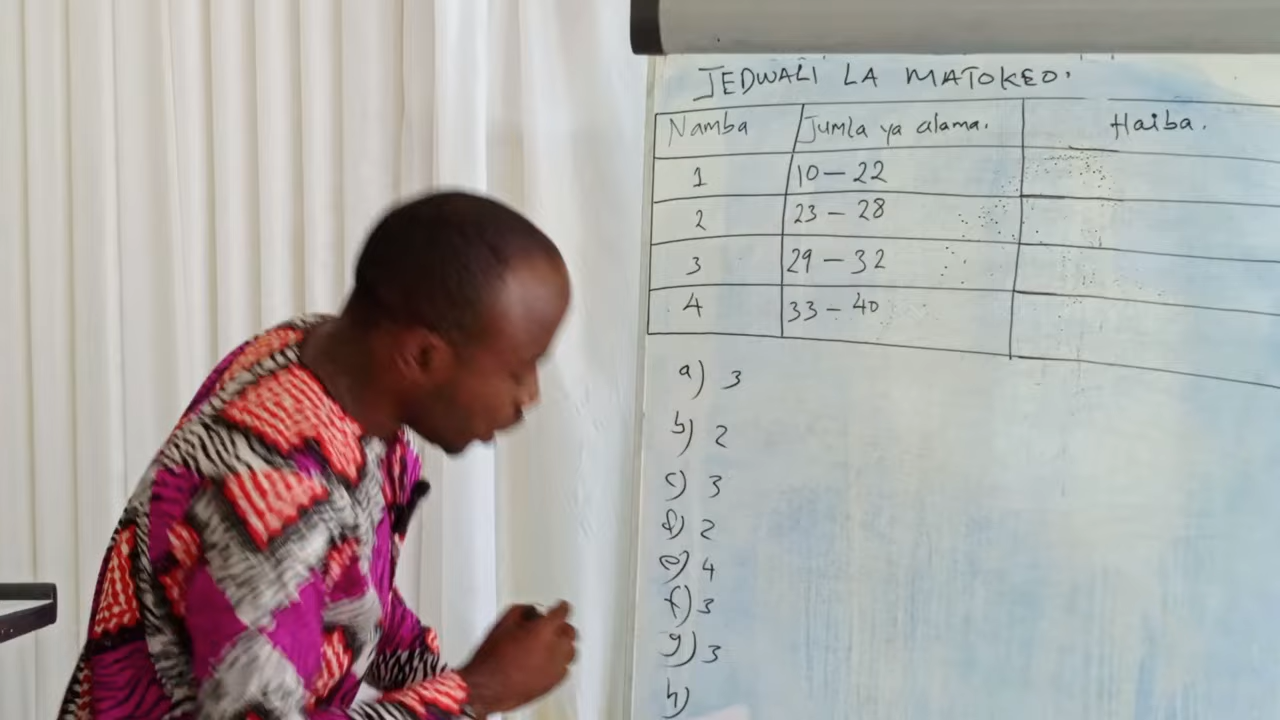 JEDWALI LA MATOKEO.
Namba Jumla ya alama. Haiba.
1 10 – 22
2 23 – 28
3 29 – 32
4 33 – 40
a) 3
b) 2
c) 3
d) 2
e) 4
f) 3
g) 3
h)